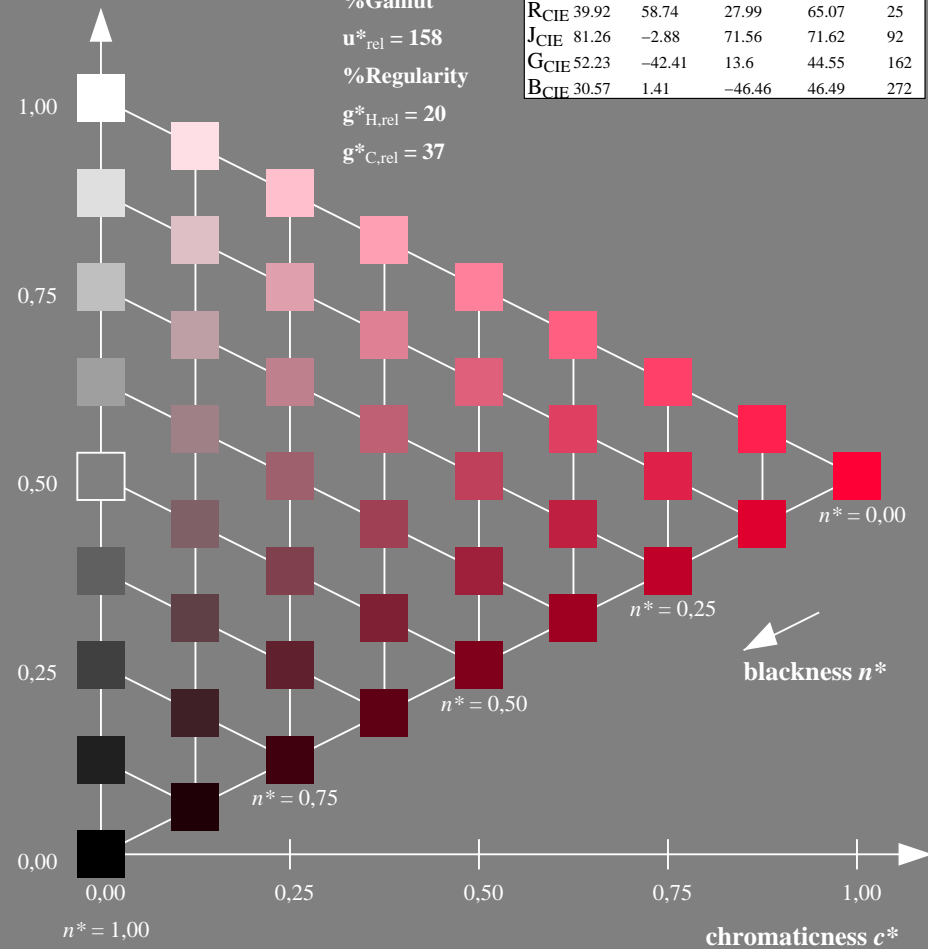 %Gamut
u*rel = 158
%Regularity
g*H,rel = 20
g*C,rel = 37
RCIE 39.92 58.74 27.99 65.07 25
JCIE 81.26 −2.88 71.56 71.62 92
GCIE 52.23 −42.41 13.6 44.55 162
BCIE 30.57 1.41 −46.46 46.49 272
1,00
0,75
0,50
n* = 0,00
n* = 0,25
0,25
blackness n*
n* = 0,50
n* = 0,75
0,00
0,00 0,25 0,50 0,75 1,00
n* = 1,00
chromaticness c*